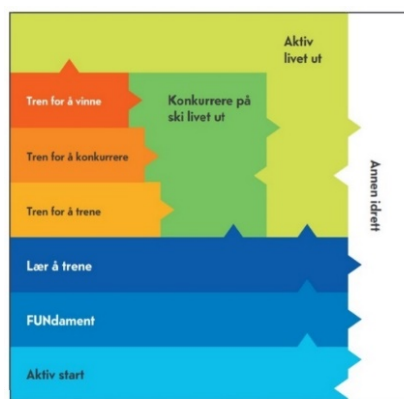 Aktiv
livet ut
Tren for å vinne
Konkurrere på
ski livet ut
Tren for å konkurrere
Tren for å trene
Annen idrett
Lær å trene
FUNdament
Aktiv start